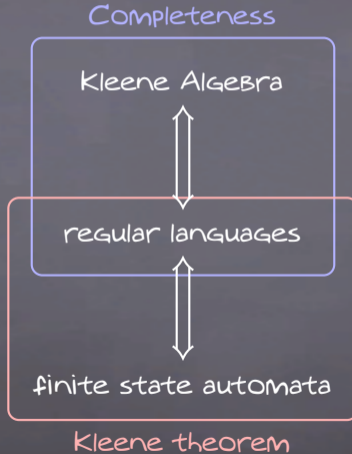 Completeness
Kleene Algebra
regular languages
finite state automata
Kleene theorem